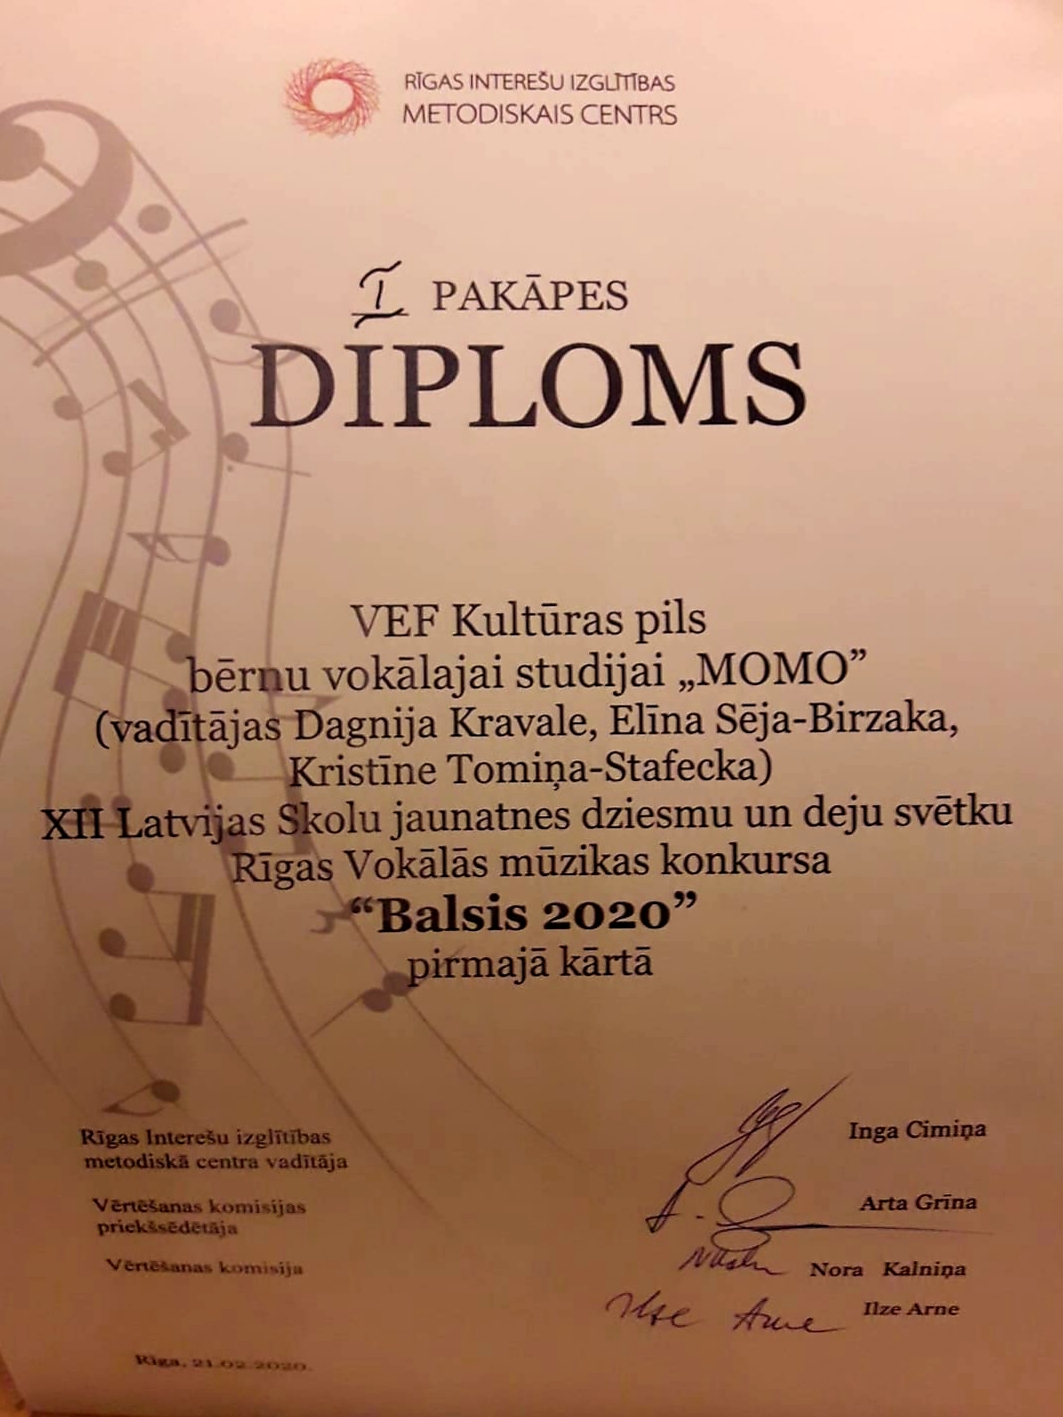 RĪGAS INTEREŠU IZGLĪTĪBAS
METODISKAIS CENTRS
I PAKĀPES
DIPLOMS
VEF Kultūras pils
bērnu vokālajai studijai „MOMO”
(vadītājas Dagnija Kravale, Elīna Sēja-Birzaka,
Kristīne Tomiņa-Stafecka)
XII Latvijas Skolu jaunatnes dziesmu un deju svētku
Rīgas Vokālās mūzikas konkursa
“Balsis 2020”
pirmajā kārtā
Rīgas Interešu izglītības
metodiskā centra vadītāja
Inga Cimiņa
Vērtēšanas komisijas
priekšsēdētāja
Arta Grīna
Vērtēšanas komisija
Nora Kalniņa
Ilze Arne
Ilze Arne
Rīga, 21.02.2020.